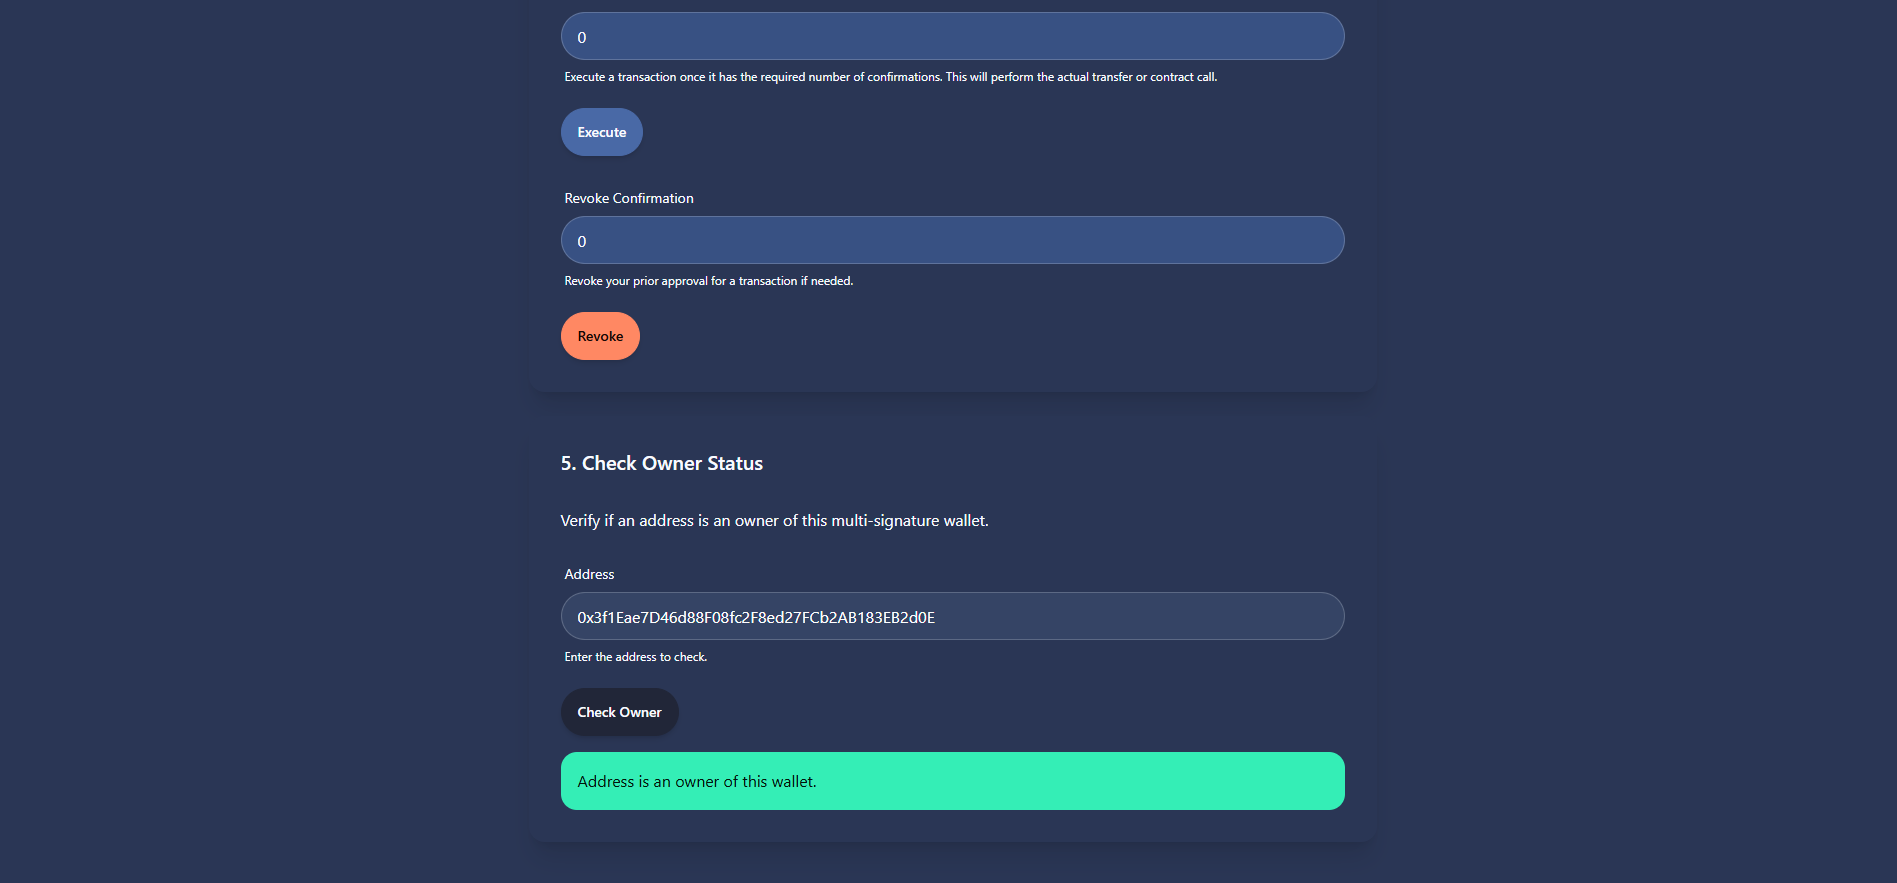 0
Execute a transaction once it has the required number of confirmations. This will perform the actual transfer or contract call.
Execute
Revoke Confirmation
0
Revoke your prior approval for a transaction if needed.
Revoke
5. Check Owner Status
Verify if an address is an owner of this multi-signature wallet.
Address
0x3f1Eae7D46d88F08fc2F8ed27FCb2AB183EB2d0E
Enter the address to check.
Check Owner
Address is an owner of this wallet.